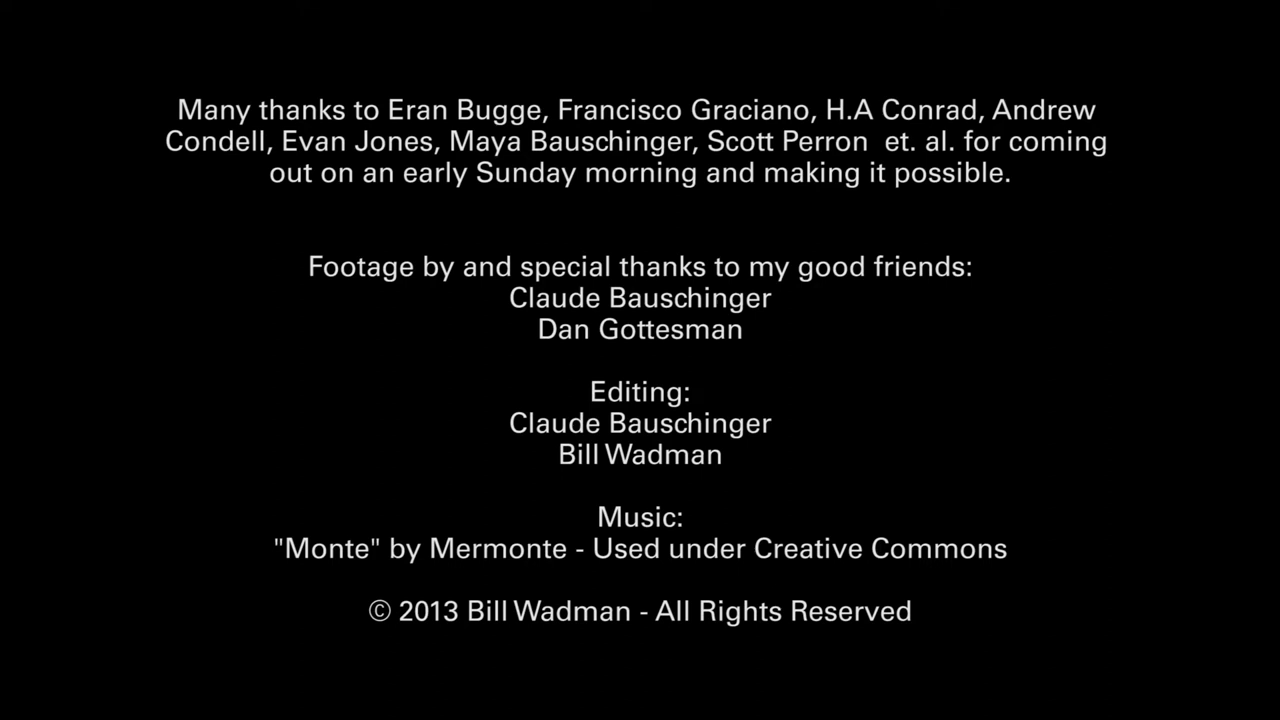 Many thanks to Eran Bugge, Francisco Graciano, H.A Conrad, Andrew
Condell, Evan Jones, Maya Bauschinger, Scott Perron  et. al. for coming
out on an early Sunday morning and making it possible.
Footage by and special thanks to my good friends:
Claude Bauschinger
Dan Gottesman
Editing:
Claude Bauschinger
Bill Wadman
Music:
"Monte" by Mermonte - Used under Creative Commons
© 2013 Bill Wadman - All Rights Reserved